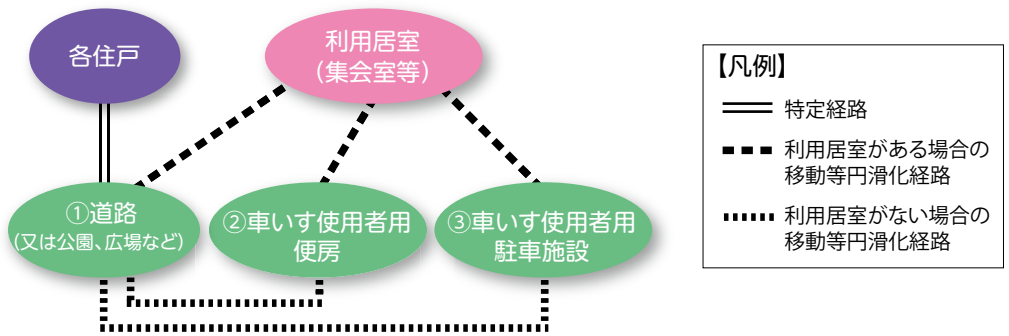 各住戸
利用居室
(集会室等)
①道路
(又は公園、広場など)
②車いす使用者用
便房
③車いす使用者用
駐車施設
【凡例】
特定経路
利用居室がある場合の
移動等円滑化経路
利用居室がない場合の
移動等円滑化経路